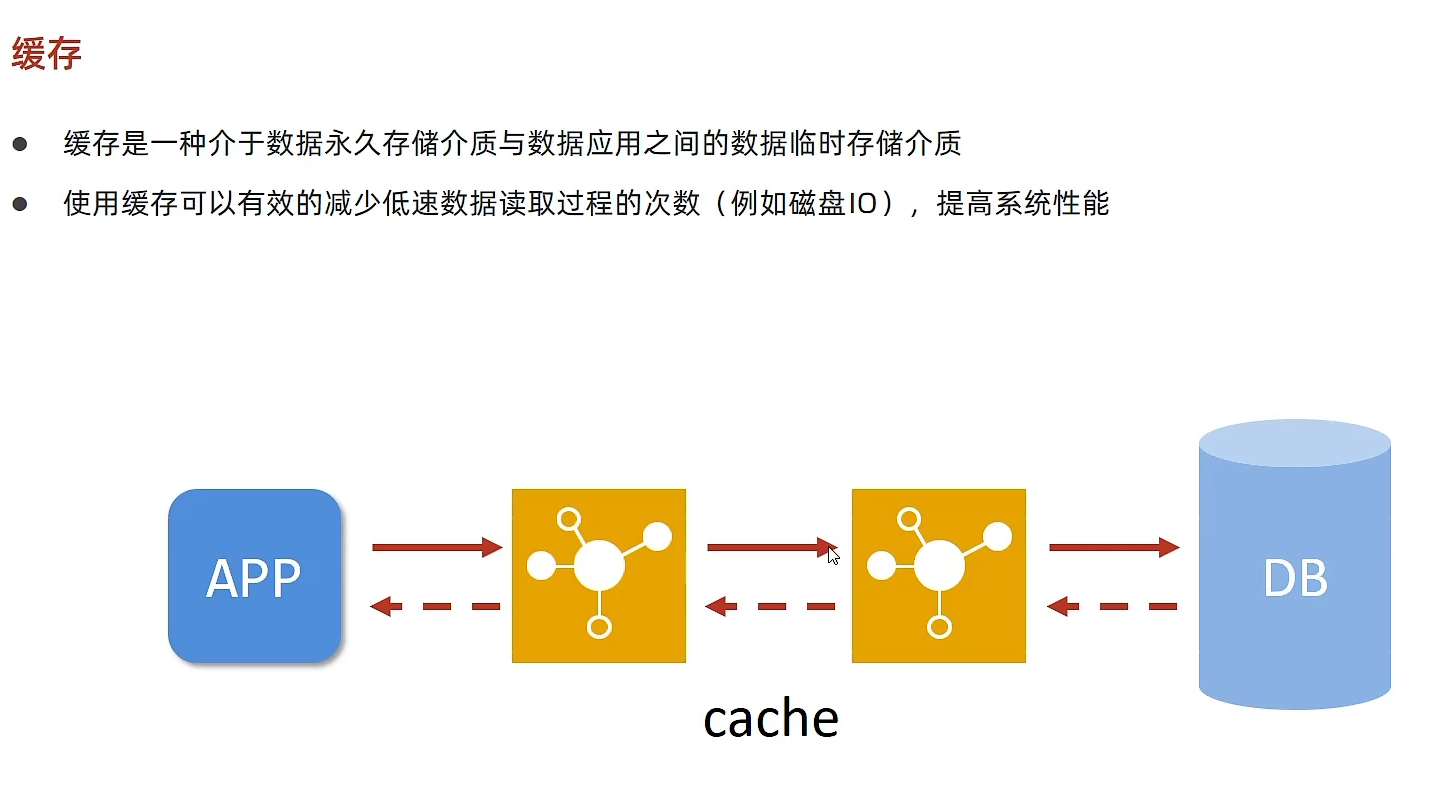 缓存
缓存是一种介于数据永久存储介质与数据应用之间的数据临时存储介质
使用缓存可以有效的减少低速数据读取过程的次数（例如磁盘IO），提高系统性能
APP
DB
cache